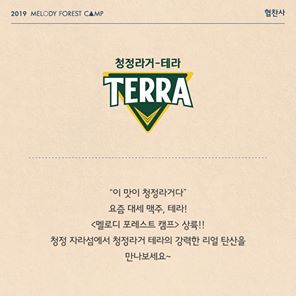 2019 MELODY FOREST CAMP
협찬사
청정라거-테라
TERRA
"이 맛이 청정라거다"
요즘 대세 맥주, 테라!
<멜로디 포레스트 캠프> 상륙!!
청정 자라섬에서 청정라거 테라의 강력한 리얼 탄산을
만나보세요~